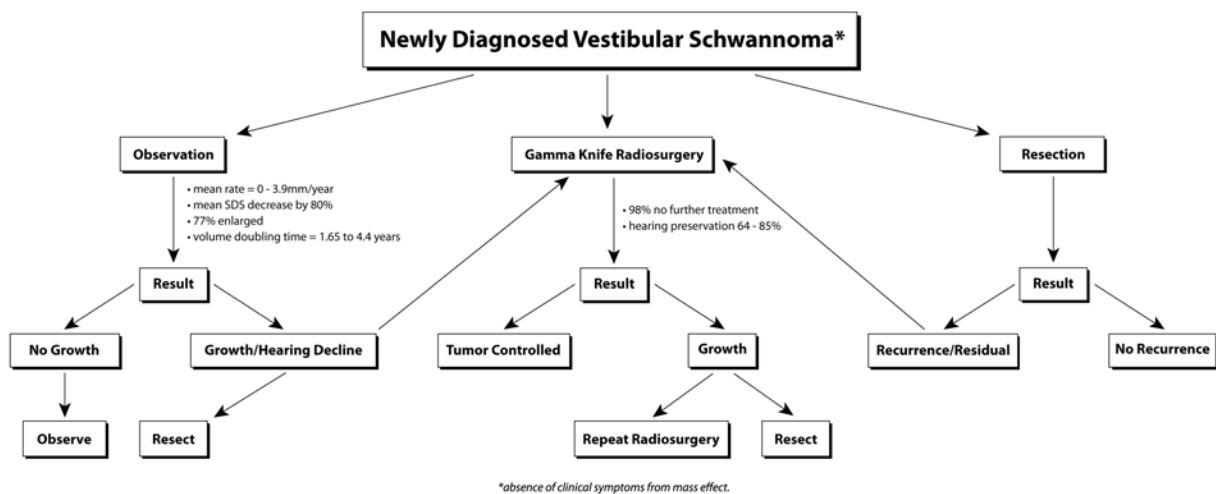 Newly Diagnosed Vestibular Schwannoma*
Observation
Gamma Knife Radiosurgery
Resection
• mean rate = 0 - 3.9mm/year
• mean SDS decrease by 80%
• 77% enlarged
• volume doubling time = 1.65 to 4.4 years
• 98% no further treatment
• hearing preservation 64 - 85%
Result
Result
Result
No Growth
Growth/Hearing Decline
Tumor Controlled
Growth
Recurrence/Residual
No Recurrence
Observe
Resect
Repeat Radiosurgery
Resect
*absence of clinical symptoms from mass effect.